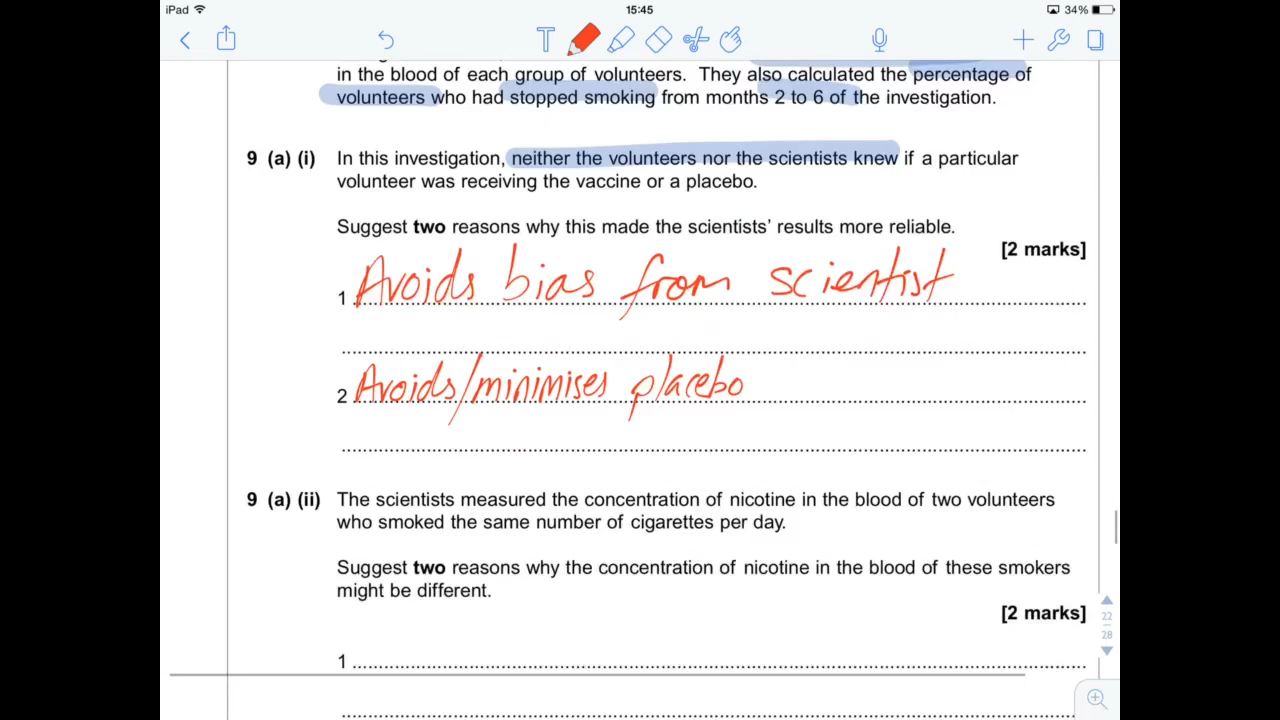 iPad
15:45
34%
in the blood of each group of volunteers. They also calculated the percentage of
volunteers who had stopped smoking from months 2 to 6 of the investigation.
9 (a) (i) In this investigation, neither the volunteers nor the scientists knew if a particular
volunteer was receiving the vaccine or a placebo.
Suggest two reasons why this made the scientists' results more reliable.
[2 marks]
1 Avoids bias from scientist
2 Avoids/minimises placebo
9 (a) (ii) The scientists measured the concentration of nicotine in the blood of two volunteers
who smoked the same number of cigarettes per day.
Suggest two reasons why the concentration of nicotine in the blood of these smokers
might be different.
[2 marks]
22
28
1